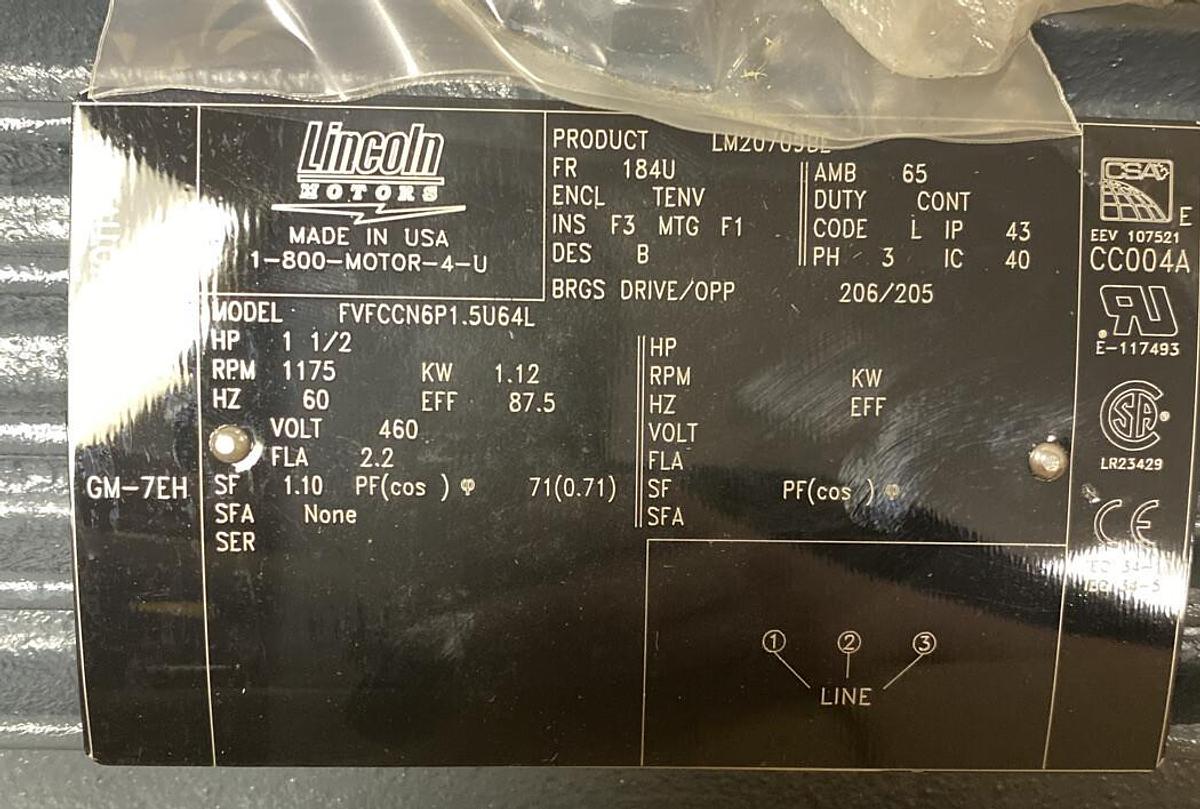 Lincoln
MOTORS
MADE IN USA
1-800-MOTOR-4-U
PRODUCT
FR 184U
ENCL TENV
INS F3 MTG F1
DES B
AMB 65
DUTY CONT
CODE L IP 43
PH 3 IC 40
BRGS DRIVE/OPP 206/205
MODEL FVFCCN6P1.5U64L
HP 1 1/2
RPM 1175 KW 1.12
HZ 60 EFF 87.5
VOLT 460
FLA 2.2
SF 1.10 PF(cos ) φ 71(0.71)
SFA None
SER
HP
RPM KW
HZ EFF
VOLT
FLA
SF PF(cos ) φ
SFA
① ② ③
LINE
GM-7EH
CSA
E
EEV 107521
CC004A
RU
E-117493
SA
LR23429
CE